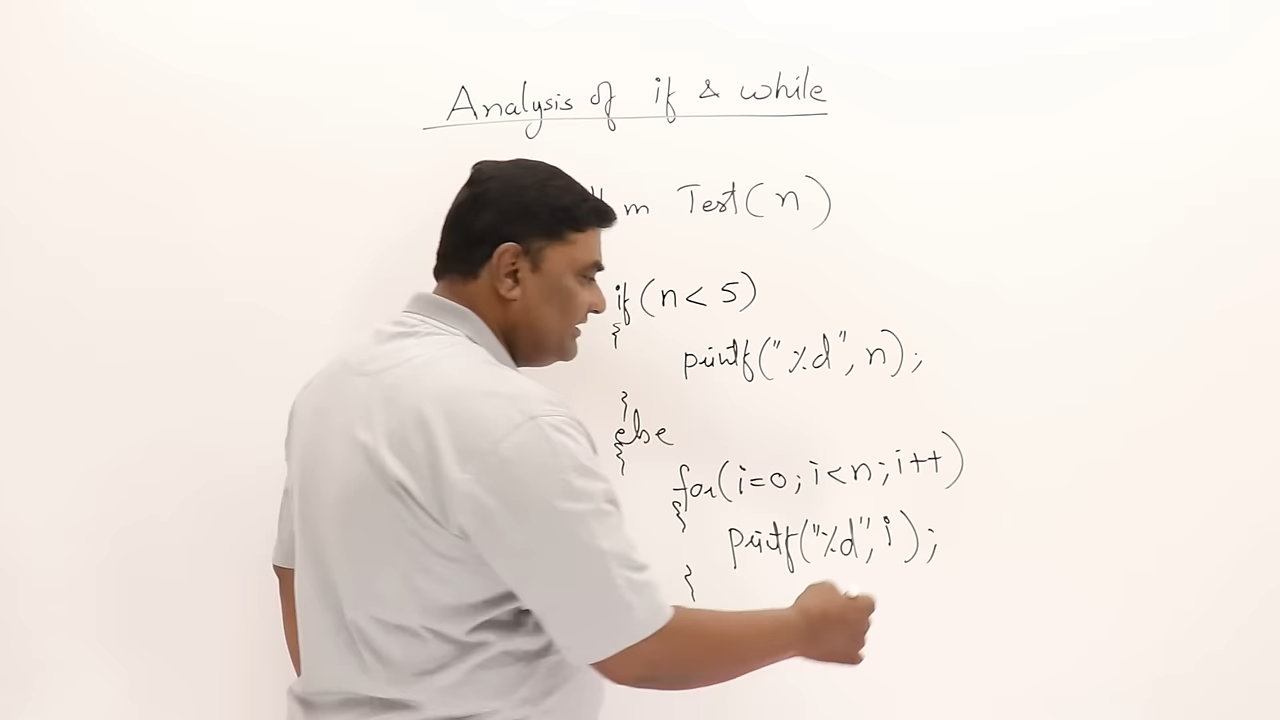 Analysis of if & while
m Test(n)
if(n< 5)
{
printf("%d", n);
}
else
{
for(i=0; i<n; i++)
{
printf("%d", i);
}